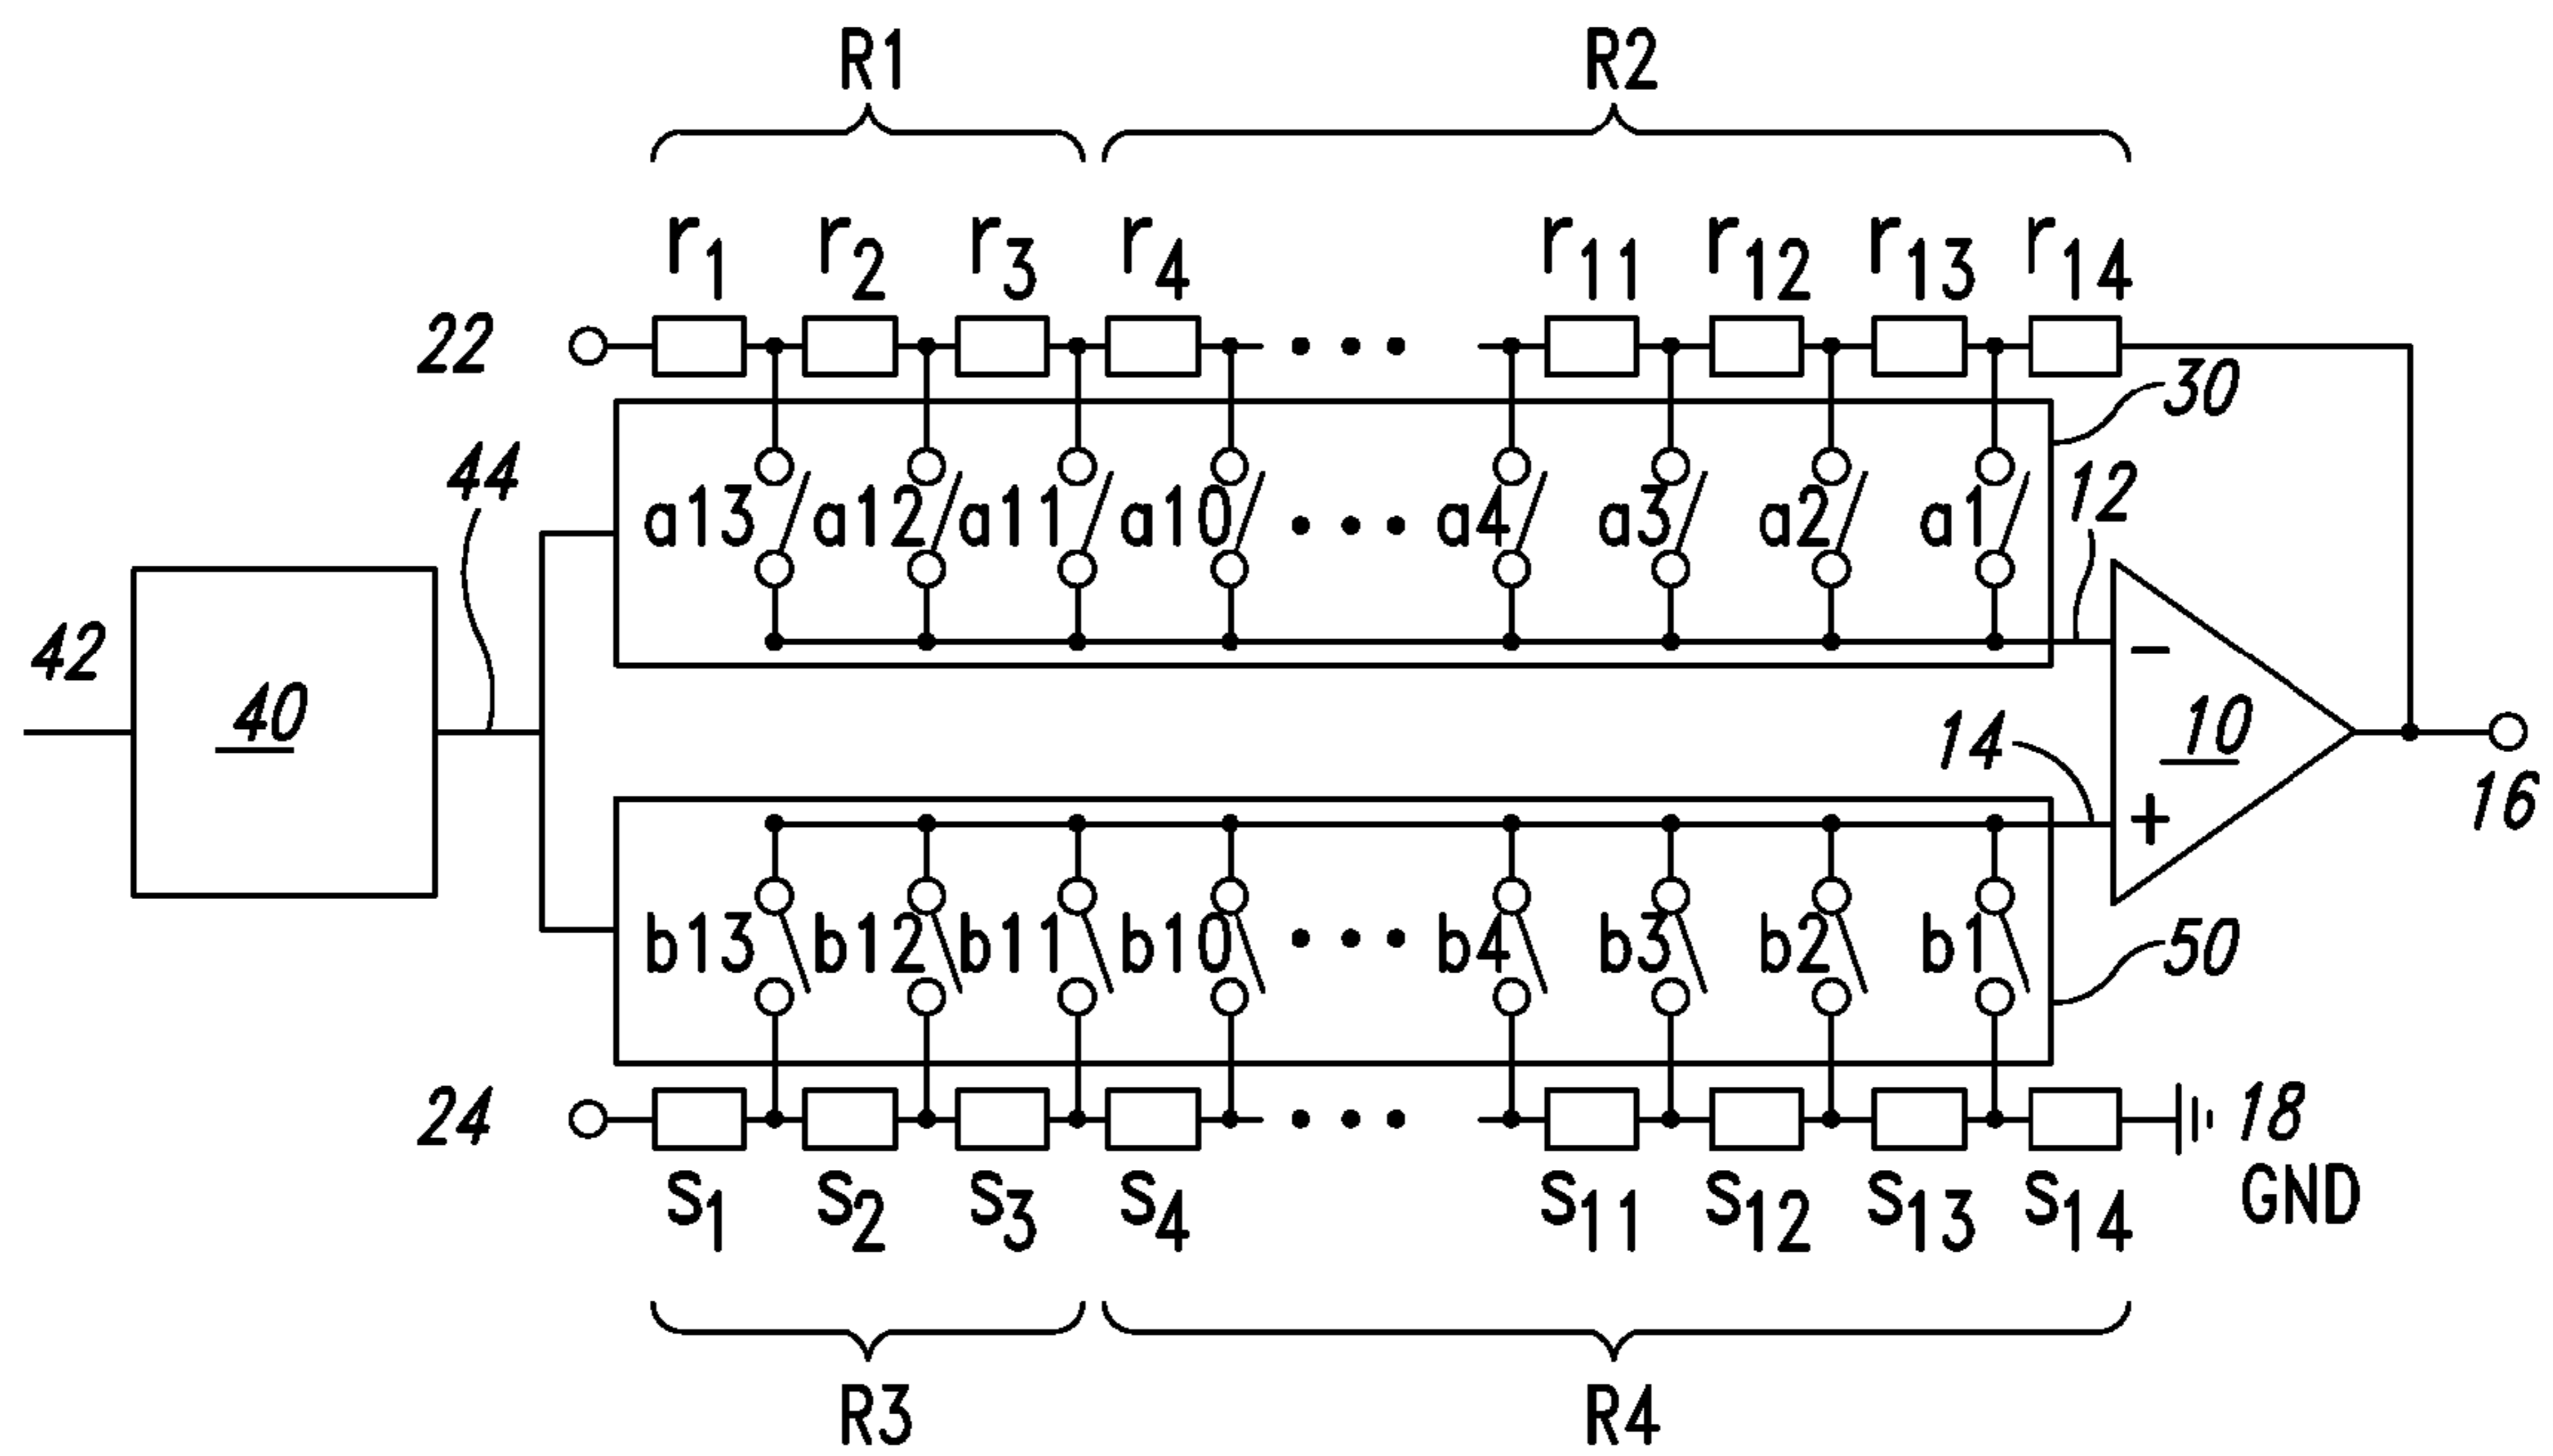 R1 R2
r1 r2 r3 r4 r11 r12 r13 r14
22
30
44
a13 a12 a11 a10 a4 a3 a2 a1
12
42
40
−
10
14
+
16
b13 b12 b11 b10 b4 b3 b2 b1
50
24
18
GND
s1 s2 s3 s4 s11 s12 s13 s14
R3 R4